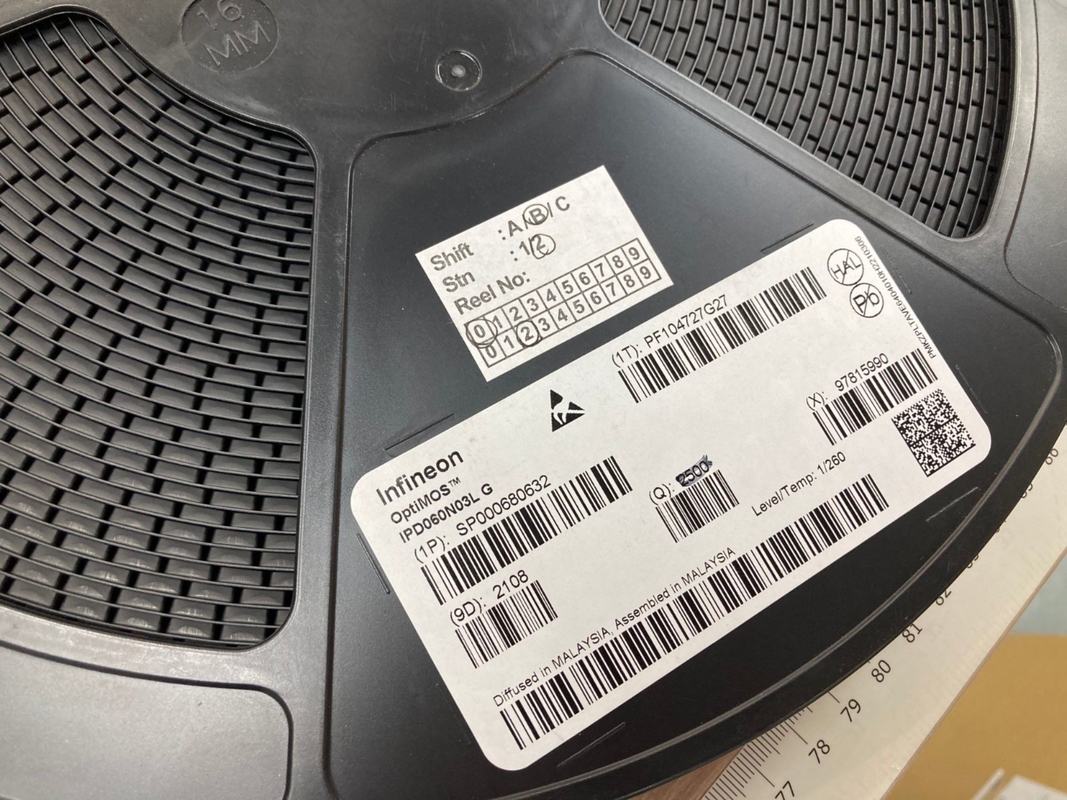 16
MM
Shift : A/B/C
Stn : 1/2
Reel No:
0 1 2 3 4 5 6 7 8 9
0 1 2 3 4 5 6 7 8 9
Infineon
OptiMOS™
IPD060N03L G
(1P): SP000680632
(9D): 2108
(1T): PF104727G27
HAL
Pb
(X): 97815990
(Q): 2500
Level/Temp: 1/260
Diffused in MALAYSIA, Assembled in MALAYSIA
82
81
80
79
78
77